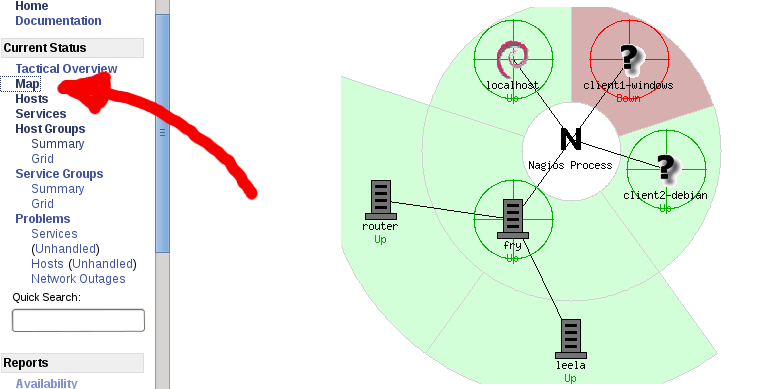 Home
Documentation
Current Status
Tactical Overview
Map
Hosts
Services
Host Groups
Summary
Grid
Service Groups
Summary
Grid
Problems
Services
(Unhandled)
Hosts (Unhandled)
Network Outages
Quick Search:
Reports
Availability
localhost
Up
client1-windows
Down
N
Nagios Process
client2-debian
Up
router
Up
fry
Up
leela
Up